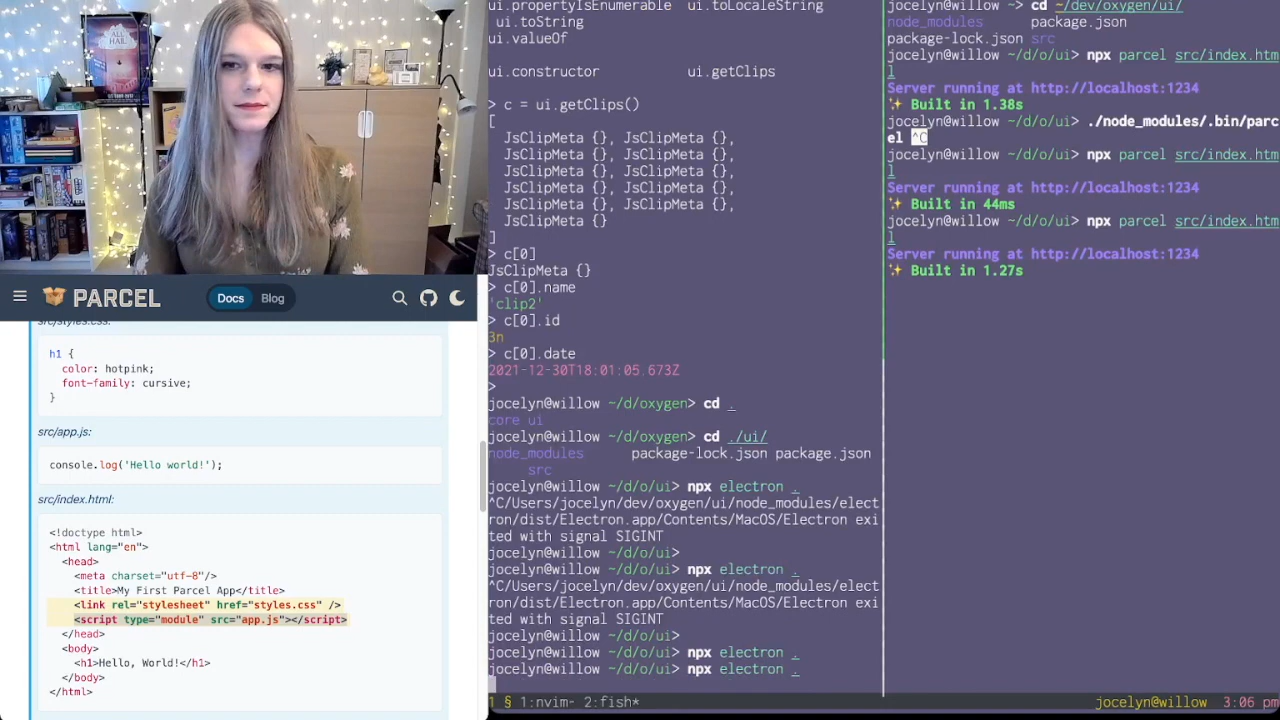 ALL
HAIL
PARCEL
Docs
Blog
src/styles.css:
h1 {
color: hotpink;
font-family: cursive;
}
src/app.js:
console.log('Hello world!');
src/index.html:
<!doctype html>
<html lang="en">
<head>
<meta charset="utf-8"/>
<title>My First Parcel App</title>
<link rel="stylesheet" href="styles.css" />
<script type="module" src="app.js"></script>
</head>
<body>
<h1>Hello, World!</h1>
</body>
</html>
ui.propertyIsEnumerable ui.toLocaleString
ui.toString
ui.valueOf
ui.constructor ui.getClips
> c = ui.getClips()
[
JsClipMeta {}, JsClipMeta {},
JsClipMeta {}, JsClipMeta {},
JsClipMeta {}, JsClipMeta {},
JsClipMeta {}, JsClipMeta {},
JsClipMeta {}, JsClipMeta {},
JsClipMeta {}
]
> c[0]
JsClipMeta {}
> c[0].name
'clip2'
> c[0].id
3n
> c[0].date
2021-12-30T18:01:05.673Z
>
jocelyn@willow ~/d/oxygen> cd .
core ui
jocelyn@willow ~/d/oxygen> cd ./ui/
node_modules package-lock.json package.json
src
jocelyn@willow ~/d/o/ui> npx electron .
^C/Users/jocelyn/dev/oxygen/ui/node_modules/elect
ron/dist/Electron.app/Contents/MacOS/Electron exi
ted with signal SIGINT
jocelyn@willow ~/d/o/ui>
jocelyn@willow ~/d/o/ui> npx electron .
^C/Users/jocelyn/dev/oxygen/ui/node_modules/elect
ron/dist/Electron.app/Contents/MacOS/Electron exi
ted with signal SIGINT
jocelyn@willow ~/d/o/ui>
jocelyn@willow ~/d/o/ui> npx electron .
jocelyn@willow ~/d/o/ui> npx electron .
jocelyn@willow ~> cd ~/dev/oxygen/ui/
node_modules package.json
package-lock.json src
jocelyn@willow ~/d/o/ui> npx parcel src/index.htm
l
Server running at http://localhost:1234
✨ Built in 1.38s
jocelyn@willow ~/d/o/ui> ./node_modules/.bin/parc
el ^C
jocelyn@willow ~/d/o/ui> npx parcel src/index.htm
l
Server running at http://localhost:1234
✨ Built in 44ms
jocelyn@willow ~/d/o/ui> npx parcel src/index.htm
l
Server running at http://localhost:1234
✨ Built in 1.27s
1 § 1:nvim- 2:fish* jocelyn@willow 3:06 pm